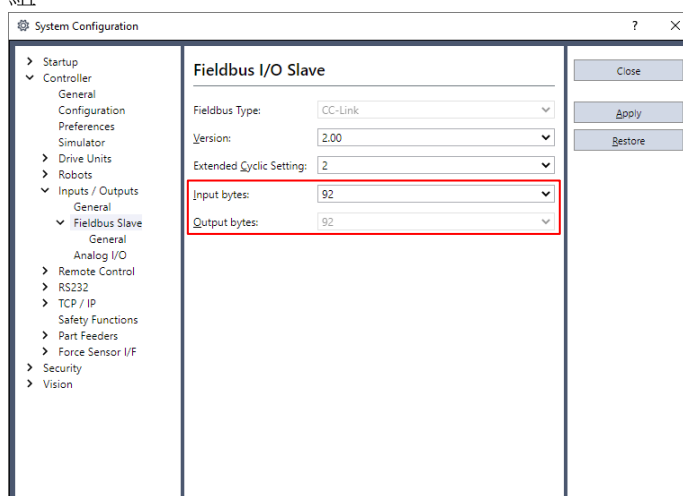 System Configuration
?
Startup
Controller
General
Configuration
Preferences
Simulator
Drive Units
Robots
Inputs / Outputs
General
Fieldbus Slave
General
Analog I/O
Remote Control
RS232
TCP / IP
Safety Functions
Part Feeders
Force Sensor I/F
Security
Vision
Fieldbus I/O Slave
Fieldbus Type: CC-Link
Version: 2.00
Extended Cyclic Setting: 2
Input bytes: 92
Output bytes: 92
Close
Apply
Restore